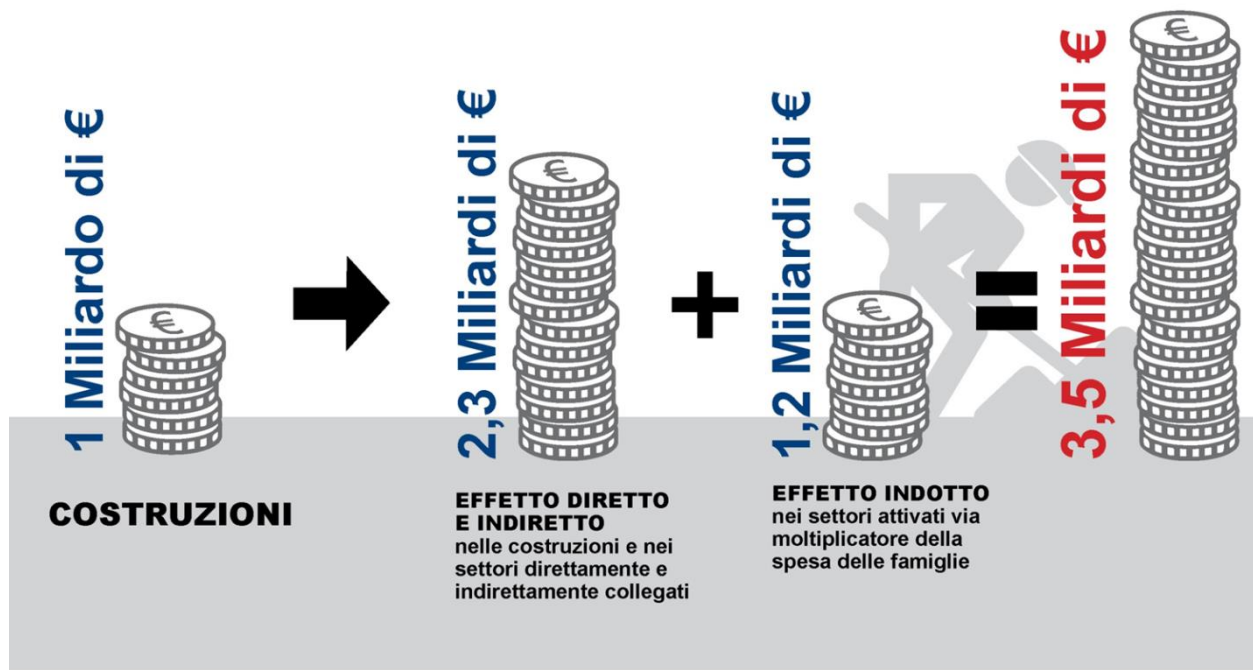 1 Miliardo di €
COSTRUZIONI
2,3 Miliardi di €
EFFETTO DIRETTO
E INDIRETTO
nelle costruzioni e nei
settori direttamente e
indirettamente collegati
+
1,2 Miliardi di €
EFFETTO INDOTTO
nei settori attivati via
moltiplicatore della
spesa delle famiglie
=
3,5 Miliardi di €
€
€
€
€